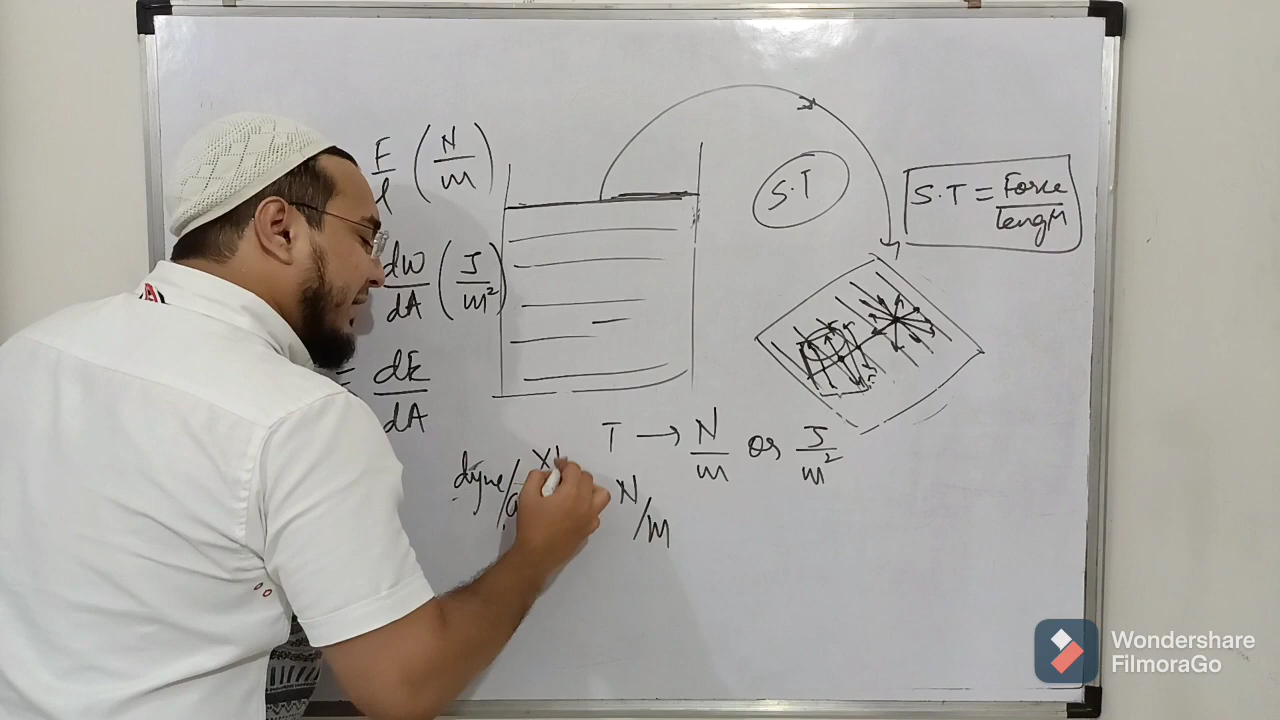 F/l (N/m)
dw/dA (J/m²)
= dE/dA
S.T
S.T = Force/length
T → N/m or J/m²
dyne/
N/m
Wondershare
FilmoraGo